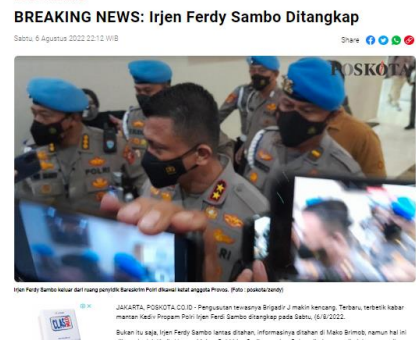 BREAKING NEWS: Irjen Ferdy Sambo Ditangkap
Sabtu, 6 Agustus 2022 22:12 WIB
Share
POSKOTA
POLRI
Irjen Ferdy Sambo keluar dari ruang penyidik Bareskrim Polri dikawal ketat anggota Provos. (Foto : poskota/zendy)
JAKARTA, POSKOTA.CO.ID - Pengusutan tewasnya Brigadir J makin kencang. Terbaru, terbetik kabar
mantan Kediv Propam Polri Irjen Ferdi Sambo ditangkap pada Sabtu, (6/8/2022).
Bukan itu saja, Irjen Ferdy Sambo lantas ditahan, informasinya ditahan di Mako Brimob, namun hal ini